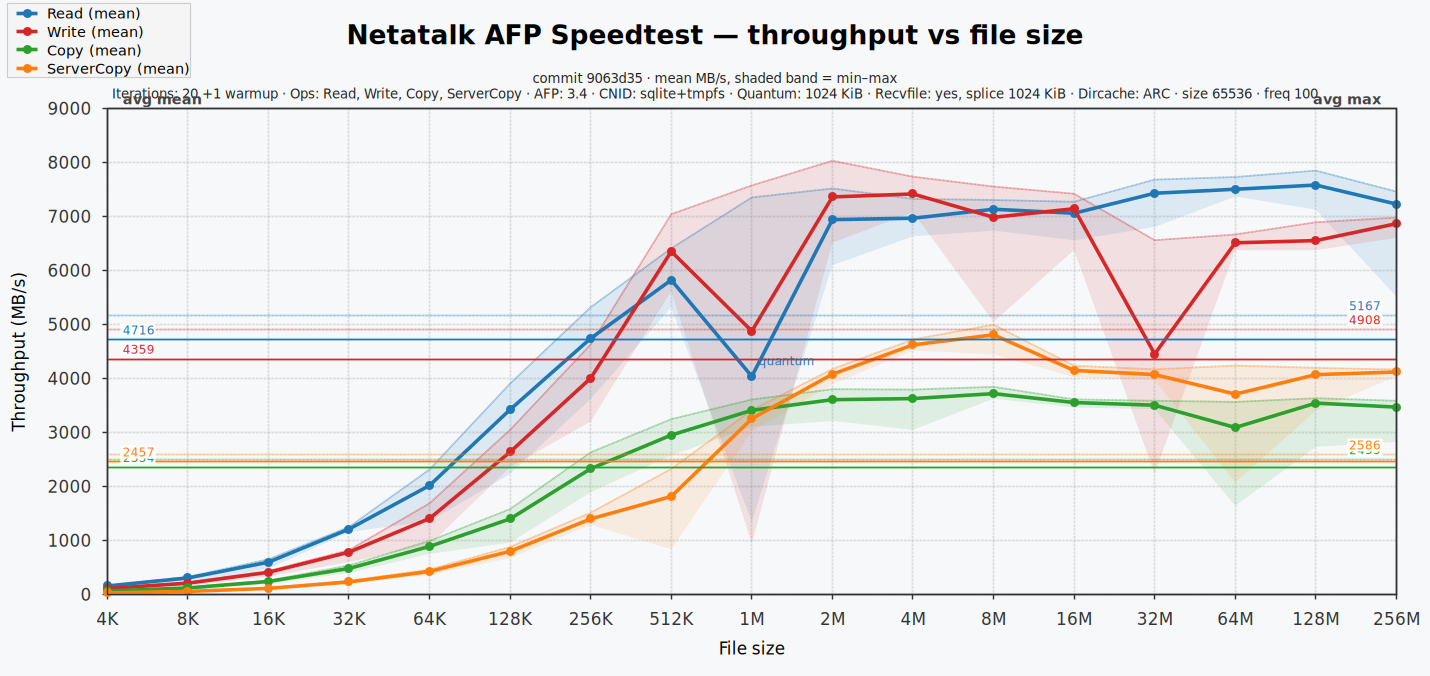 Read (mean)
Write (mean)
Copy (mean)
ServerCopy (mean)
Netatalk AFP Speedtest — throughput vs file size
commit 9063d35 · mean MB/s, shaded band = min–max
Iterations: 20 +1 warmup · Ops: Read, Write, Copy, ServerCopy · AFP: 3.4 · CNID: sqlite+tmpfs · Quantum: 1024 KiB · Recvfile: yes, splice 1024 KiB · Dircache: ARC · size 65536 · freq 100
avg mean
avg max
9000
8000
7000
6000
5000
4000
3000
2000
1000
0
Throughput (MB/s)
4716
4359
2457
5167
4908
2586
quantum
4K 8K 16K 32K 64K 128K 256K 512K 1M 2M 4M 8M 16M 32M 64M 128M 256M
File size